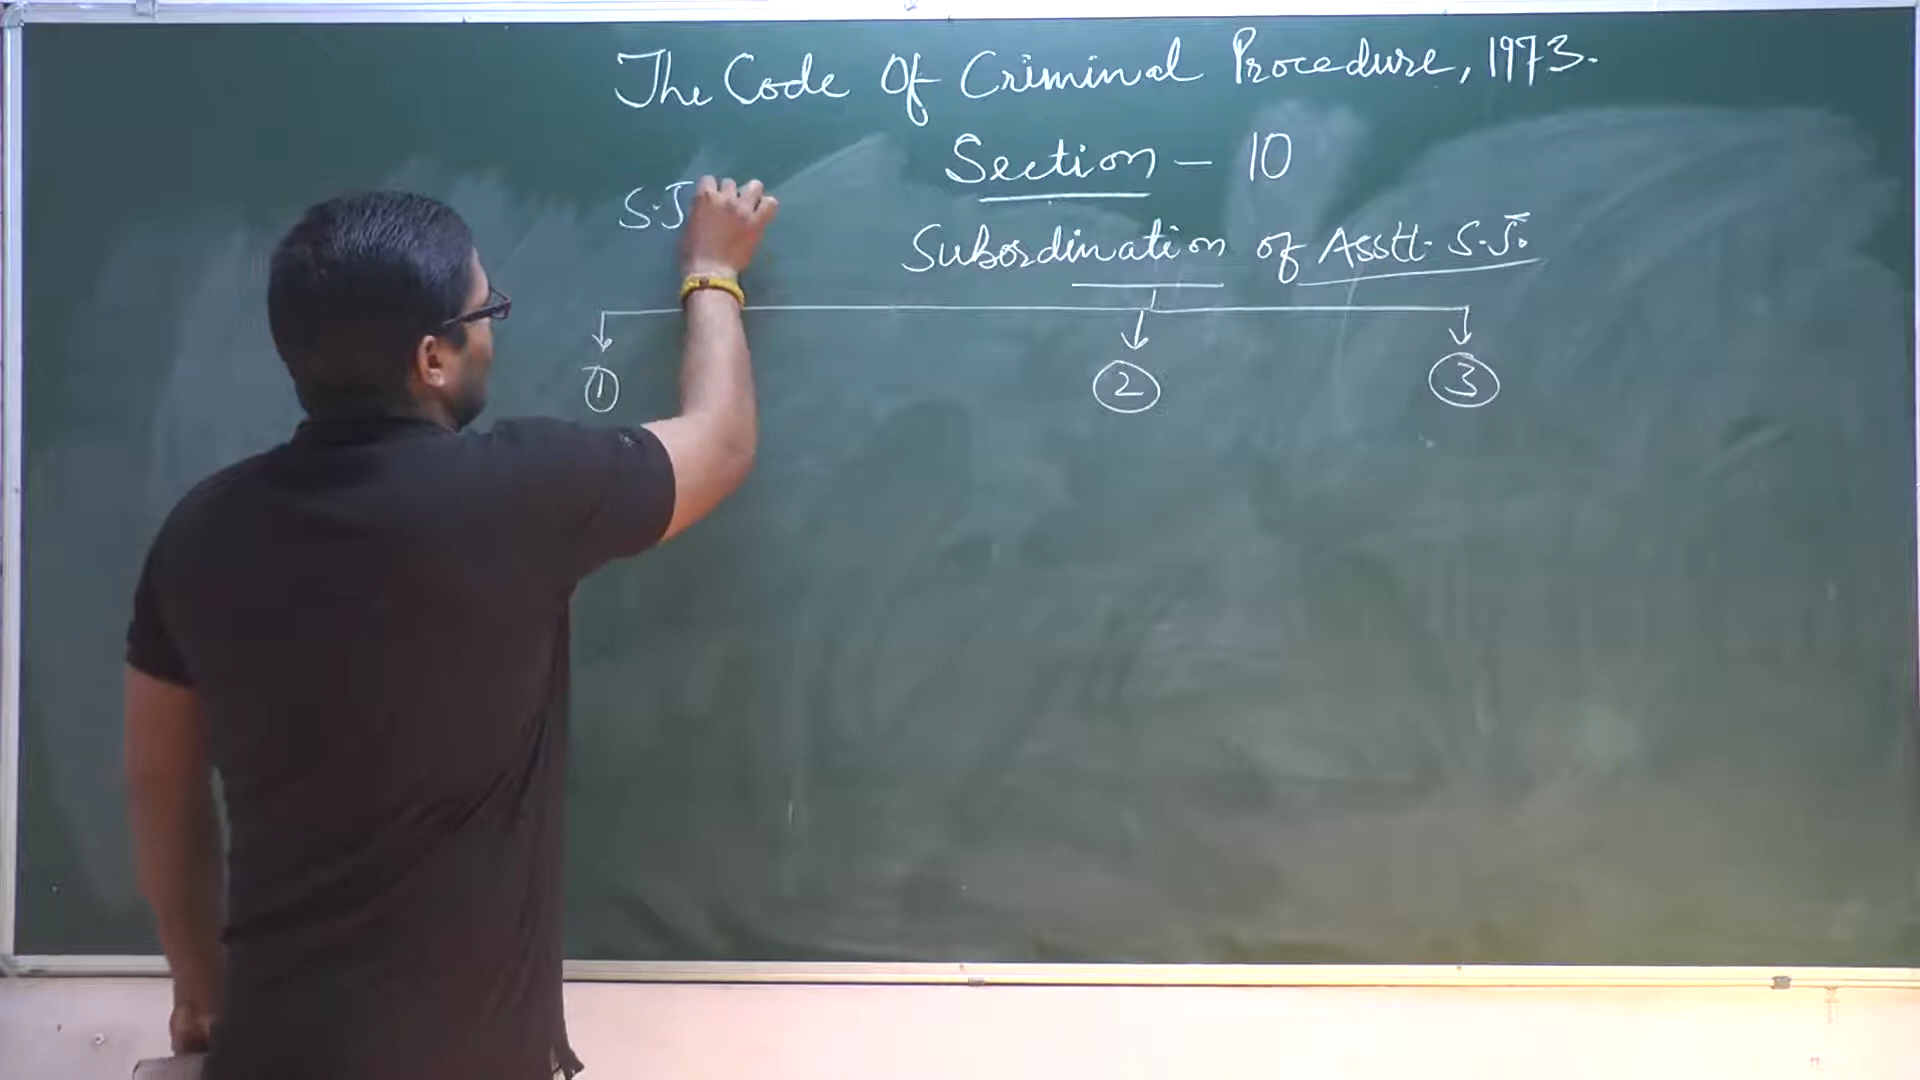 The Code Of Criminal Procedure, 1973.
Section - 10
S.J
Subordination of Asstt. S.J.
1 2 3